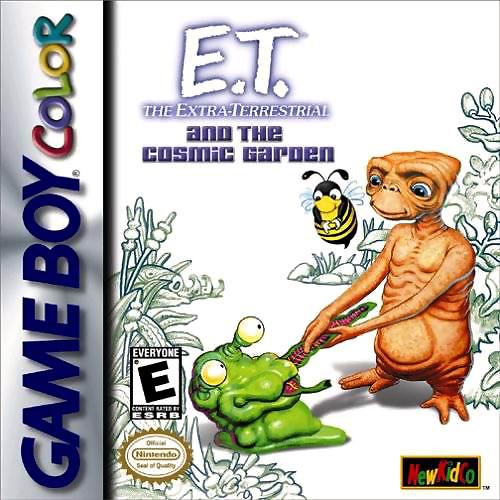 GAME BOY COLOR
E.T.
THE EXTRA-TERRESTRIAL
AND THE
COSMIC GARDEN
EVERYONE
E
CONTENT RATED BY
ESRB
Official
Nintendo
Seal of Quality
NewKidCo